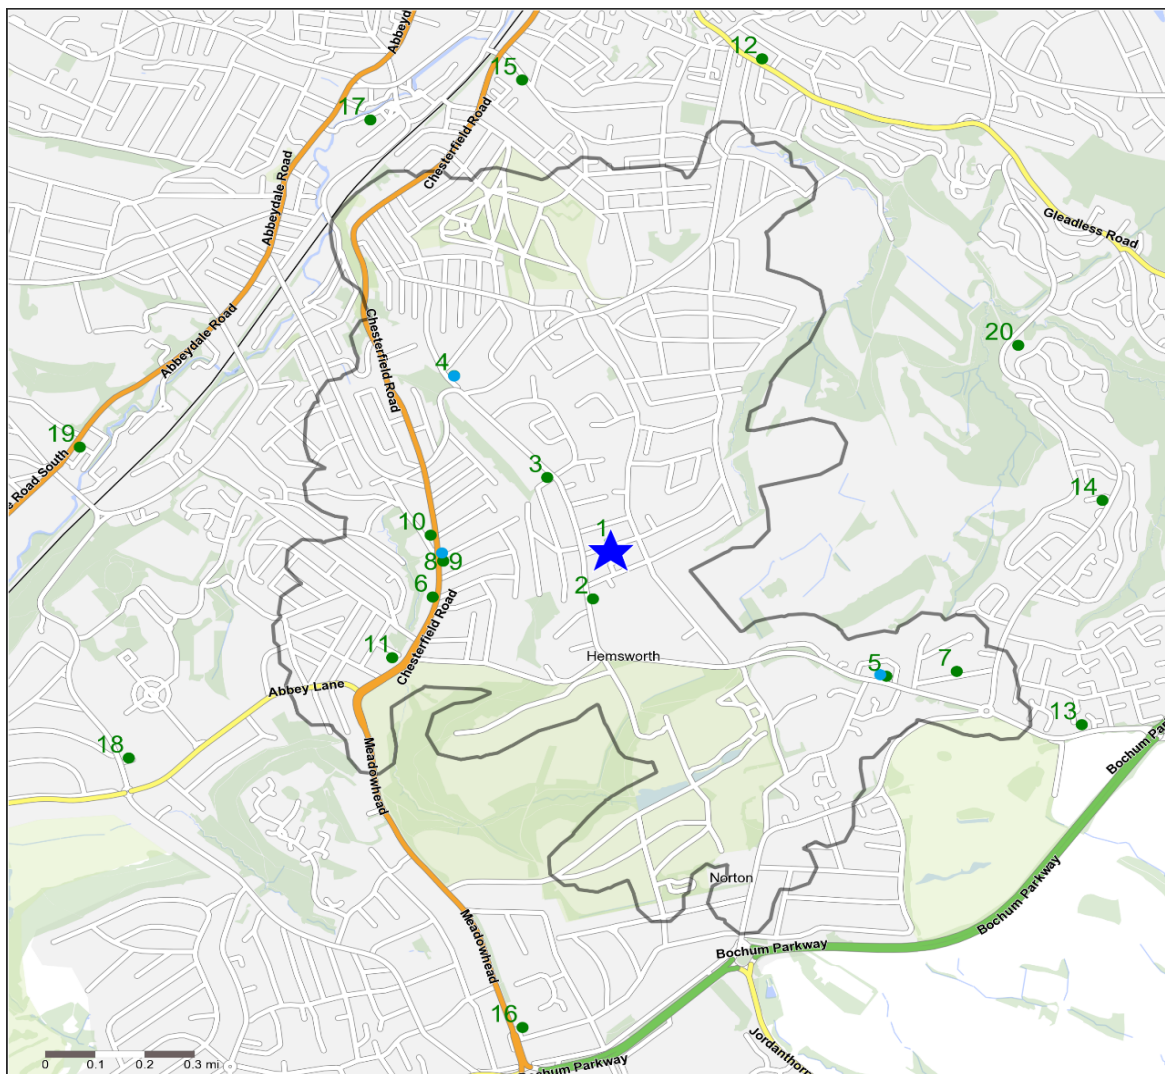 Abbeyd
12
15
17
Chesterfield Road
Abbeydale Road
Gleadless Road
Abbeydale Road
Chesterfield Road
20
4
19
e Road South
3
14
10
1
8 9
6
2
Chesterfield Road
11
Hemsworth
5
7
Abbey Lane
13
18
Meadowhead
Bochum Par
Norton
Bochum Parkway
Meadowhead
Bochum Parkway
16
Jordanthorp
Bochum Parkway
0 0.1 0.2 0.3 mi